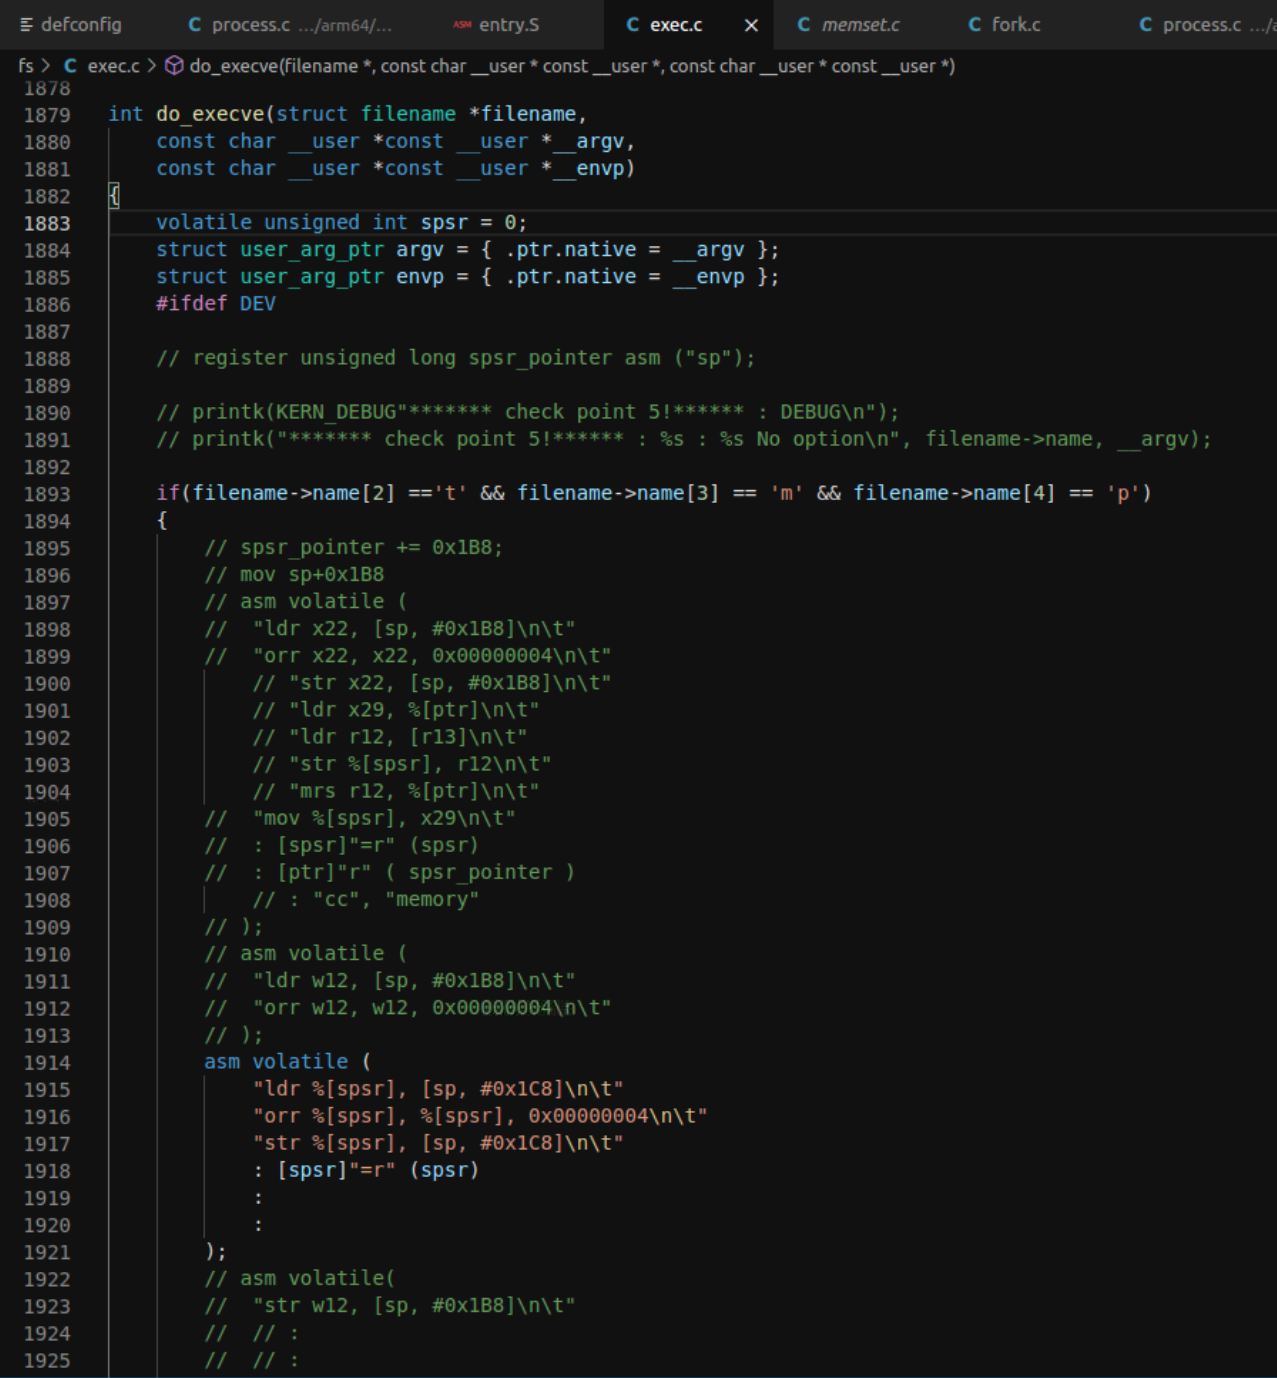 defconfig C process.c .../arm64/... ASM entry.S C exec.c × C memset.c C fork.c C process.c .../a
fs > C exec.c > do_execve(filename *, const char __user * const __user *, const char __user * const __user *)
1878
1879 int do_execve(struct filename *filename,
1880     const char __user *const __user *__argv,
1881     const char __user *const __user *__envp)
1882 {
1883     volatile unsigned int spsr = 0;
1884     struct user_arg_ptr argv = { .ptr.native = __argv };
1885     struct user_arg_ptr envp = { .ptr.native = __envp };
1886     #ifdef DEV
1887
1888     // register unsigned long spsr_pointer asm ("sp");
1889
1890     // printk(KERN_DEBUG"******* check point 5!****** : DEBUG\n");
1891     // printk("******* check point 5!****** : %s : %s No option\n", filename->name, __argv);
1892
1893     if(filename->name[2] =='t' && filename->name[3] == 'm' && filename->name[4] == 'p')
1894     {
1895         // spsr_pointer += 0x1B8;
1896         // mov sp+0x1B8
1897         // asm volatile (
1898         //  "ldr x22, [sp, #0x1B8]\n\t"
1899         //  "orr x22, x22, 0x00000004\n\t"
1900             // "str x22, [sp, #0x1B8]\n\t"
1901             // "ldr x29, %[ptr]\n\t"
1902             // "ldr r12, [r13]\n\t"
1903             // "str %[spsr], r12\n\t"
1904             // "mrs r12, %[ptr]\n\t"
1905         //  "mov %[spsr], x29\n\t"
1906         //  : [spsr]"=r" (spsr)
1907         //  : [ptr]"r" ( spsr_pointer )
1908             // : "cc", "memory"
1909         // );
1910         // asm volatile (
1911         //  "ldr w12, [sp, #0x1B8]\n\t"
1912         //  "orr w12, w12, 0x00000004\n\t"
1913         // );
1914         asm volatile (
1915             "ldr %[spsr], [sp, #0x1C8]\n\t"
1916             "orr %[spsr], %[spsr], 0x00000004\n\t"
1917             "str %[spsr], [sp, #0x1C8]\n\t"
1918             : [spsr]"=r" (spsr)
1919             :
1920             :
1921         );
1922         // asm volatile(
1923         //  "str w12, [sp, #0x1B8]\n\t"
1924         //  // :
1925         //  // :